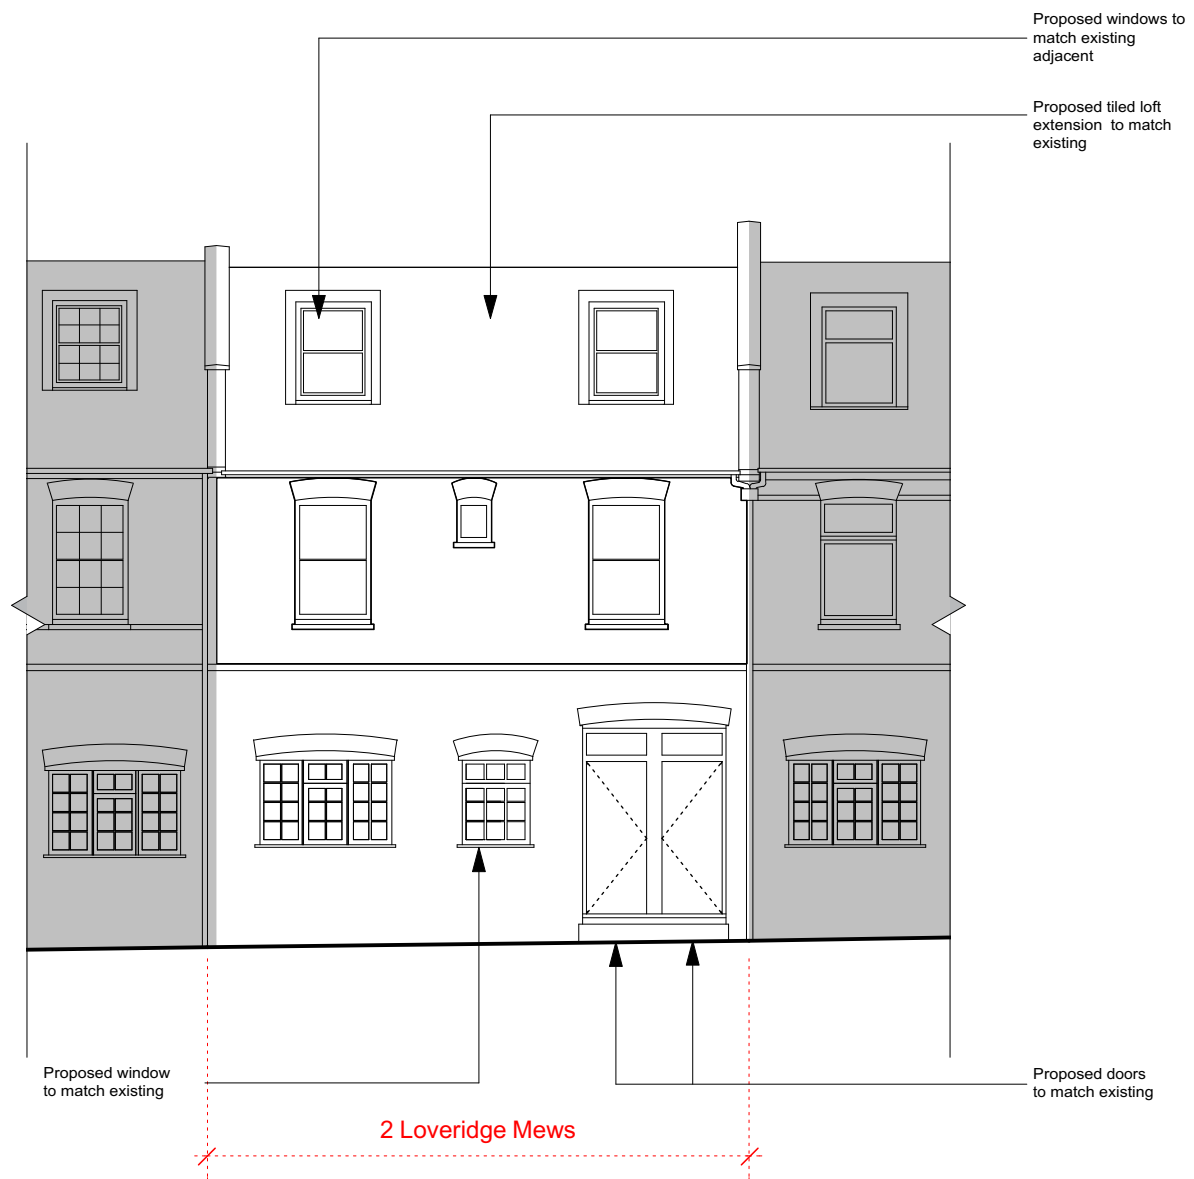 Proposed windows to
match existing
adjacent
Proposed tiled loft
extension to match
existing
Proposed window
to match existing
Proposed doors
to match existing
2 Loveridge Mews